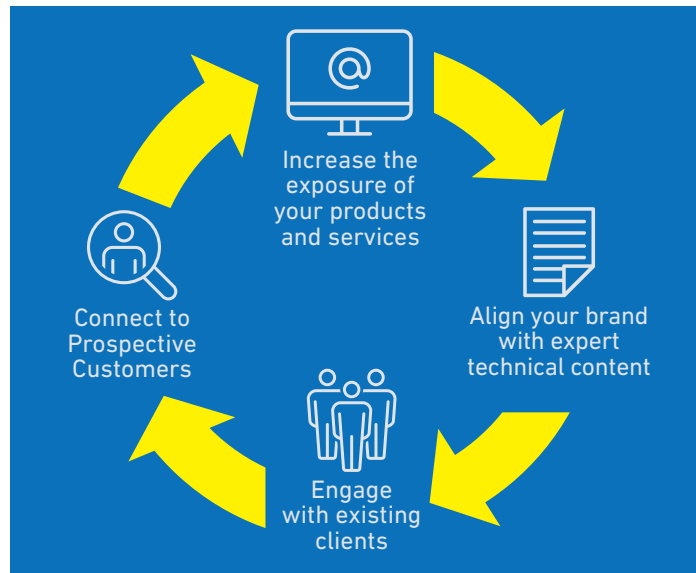 @
Increase the
exposure of
your products
and services
Align your brand
with expert
technical content
Engage
with existing
clients
Connect to
Prospective
Customers